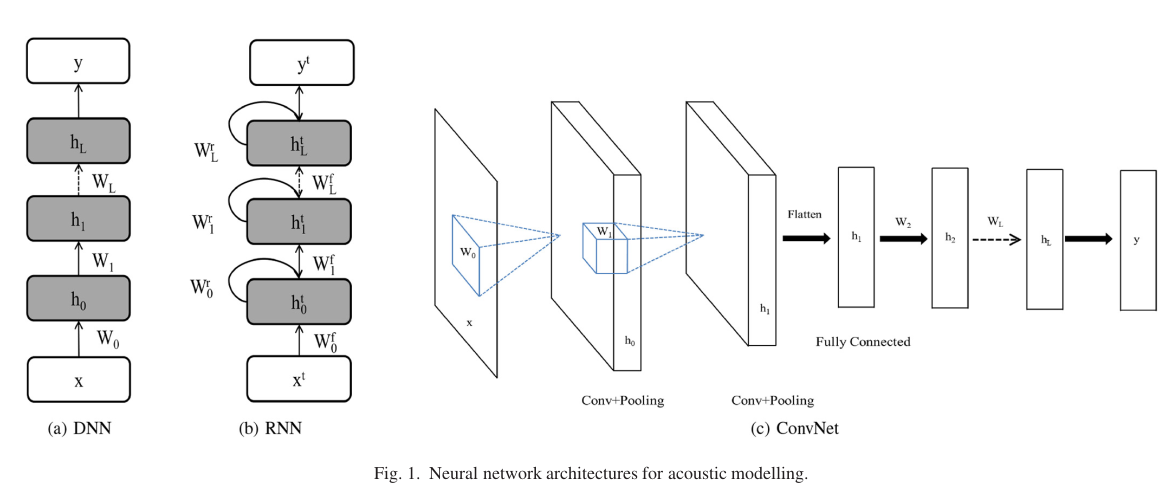 y
h_L
W_L
h_1
W_1
h_0
W_0
x
(a) DNN
y^t
h_L^t
W_L^r
W_L^f
h_1^t
W_1^r
W_1^f
h_0^t
W_0^r
W_0^f
x^t
(b) RNN
W_0
x
W_1
h_0
Conv+Pooling
h_1
Conv+Pooling
Flatten
h_1
W_2
h_2
W_L
h_L
y
Fully Connected
(c) ConvNet
Fig. 1. Neural network architectures for acoustic modelling.